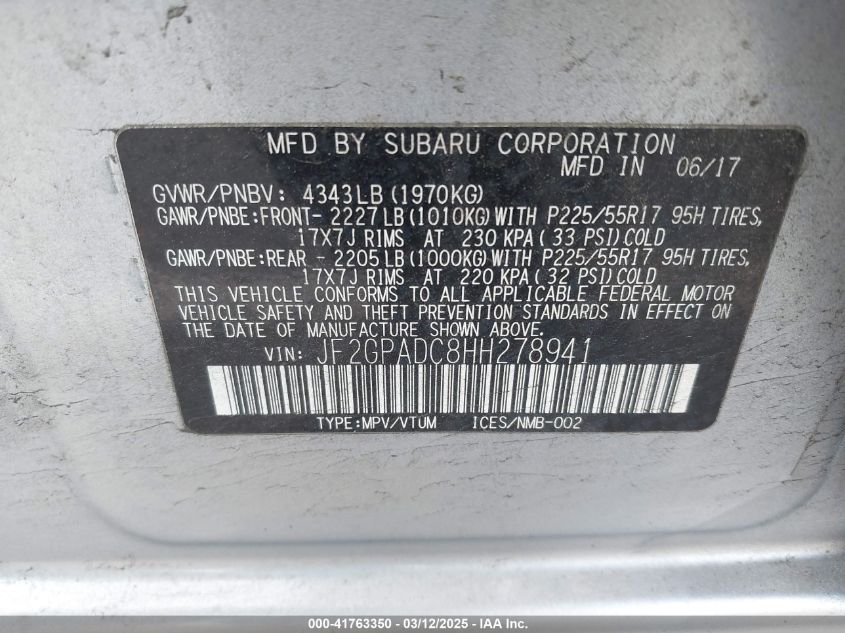 MFD BY SUBARU CORPORATION
MFD IN 06/17
GVWR/PNBV: 4343LB (1970KG)
GAWR/PNBE:FRONT- 2227LB (1010KG) WITH P225/55R17 95H TIRES,
17X7J RIMS AT 230 KPA (33 PSI) COLD
GAWR/PNBE:REAR - 2205LB (1000KG) WITH P225/55R17 95H TIRES,
17X7J RIMS AT 220 KPA (32 PSI) COLD
THIS VEHICLE CONFORMS TO ALL APPLICABLE FEDERAL MOTOR
VEHICLE SAFETY AND THEFT PREVENTION STANDARDS IN EFFECT ON
THE DATE OF MANUFACTURE SHOWN ABOVE.
VIN: JF2GPADC8HH278941
TYPE:MPV/VTUM ICES/NMB-002
000-41763350 - 03/12/2025 - IAA Inc.